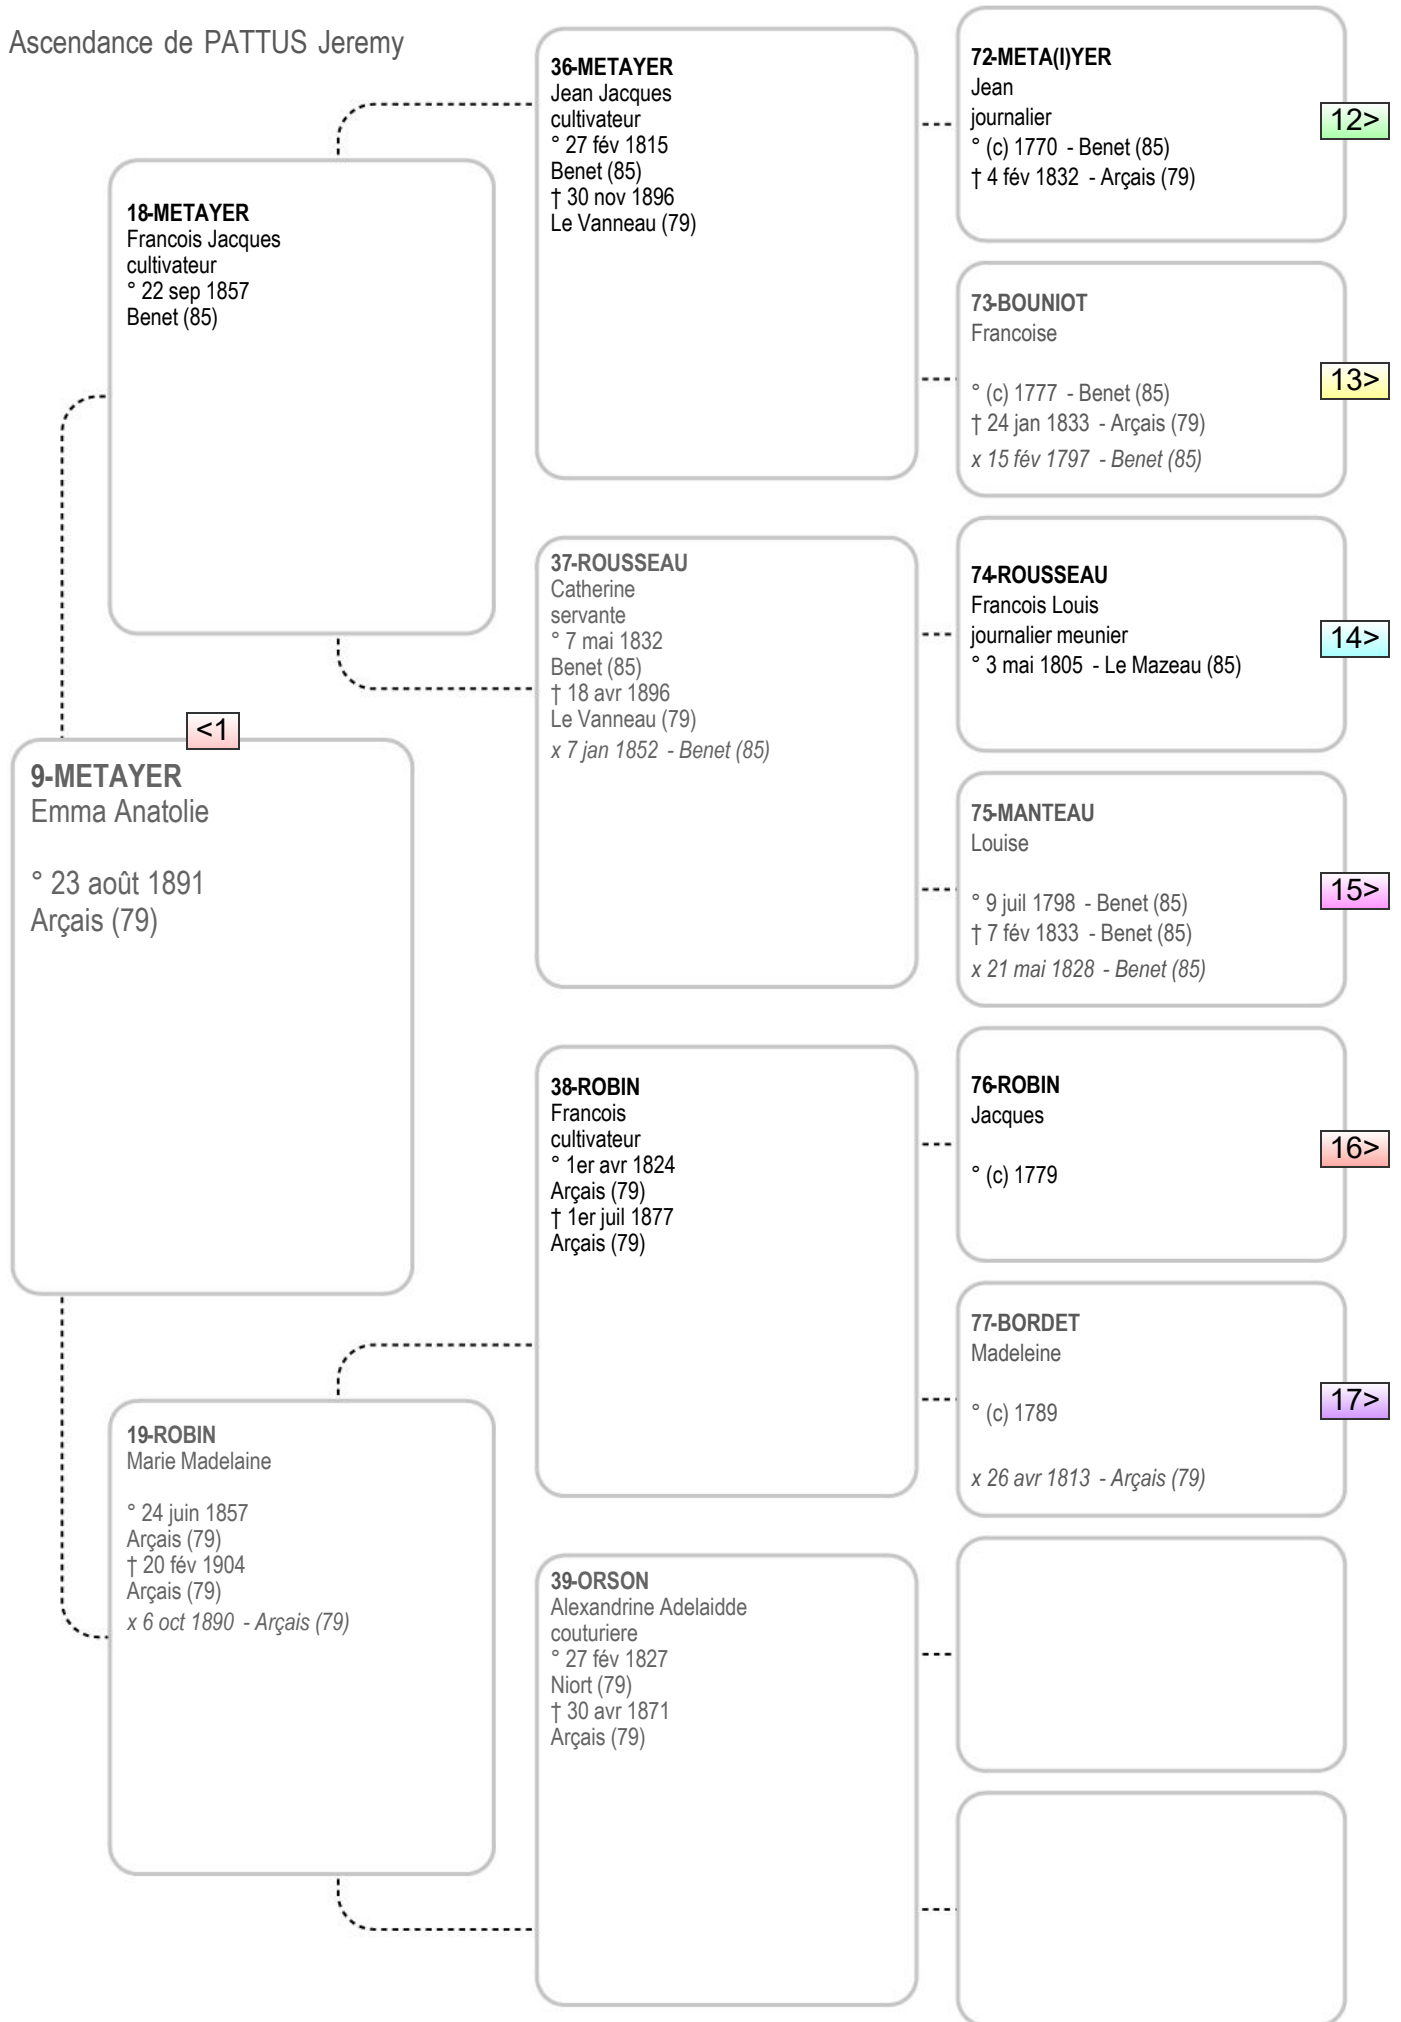 Ascendance de PATTUS Jeremy
36-METAYER
Jean Jacques
cultivateur
° 27 fév 1815
Benet (85)
† 30 nov 1896
Le Vanneau (79)
72-META(I)YER
Jean
journalier
° (c) 1770 - Benet (85)
† 4 fév 1832 - Arçais (79)
12>
18-METAYER
Francois Jacques
cultivateur
° 22 sep 1857
Benet (85)
73-BOUNIOT
Francoise
° (c) 1777 - Benet (85)
† 24 jan 1833 - Arçais (79)
x 15 fév 1797 - Benet (85)
13>
37-ROUSSEAU
Catherine
servante
° 7 mai 1832
Benet (85)
† 18 avr 1896
Le Vanneau (79)
x 7 jan 1852 - Benet (85)
74-ROUSSEAU
Francois Louis
journalier meunier
° 3 mai 1805 - Le Mazeau (85)
14>
<1
9-METAYER
Emma Anatolie
° 23 août 1891
Arçais (79)
75-MANTEAU
Louise
° 9 juil 1798 - Benet (85)
† 7 fév 1833 - Benet (85)
x 21 mai 1828 - Benet (85)
15>
38-ROBIN
Francois
cultivateur
° 1er avr 1824
Arçais (79)
† 1er juil 1877
Arçais (79)
76-ROBIN
Jacques
° (c) 1779
16>
77-BORDET
Madeleine
° (c) 1789
x 26 avr 1813 - Arçais (79)
17>
19-ROBIN
Marie Madelaine
° 24 juin 1857
Arçais (79)
† 20 fév 1904
Arçais (79)
x 6 oct 1890 - Arçais (79)
39-ORSON
Alexandrine Adelaidde
couturiere
° 27 fév 1827
Niort (79)
† 30 avr 1871
Arçais (79)